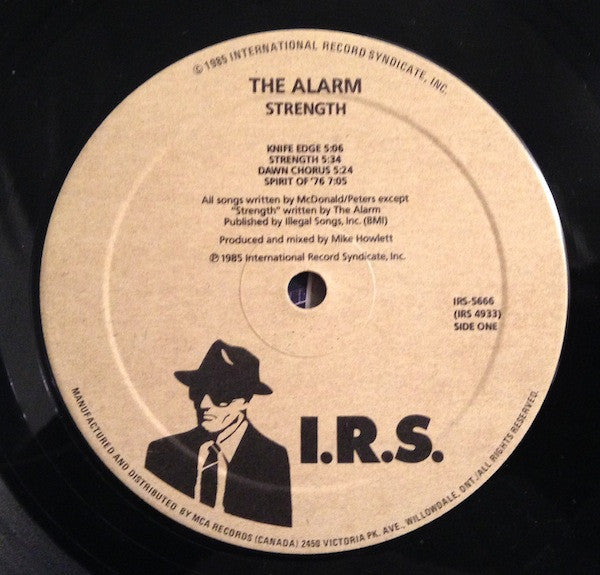 © 1985 INTERNATIONAL RECORD SYNDICATE, INC.
THE ALARM
STRENGTH
KNIFE EDGE 5:06
STRENGTH 5:34
DAWN CHORUS 5:24
SPIRIT OF '76 7:05
All songs written by McDonald/Peters except
"Strength" written by The Alarm
Published by Illegal Songs, Inc. (BMI)
Produced and mixed by Mike Howlett
℗ 1985 International Record Syndicate, Inc.
IRS-5666
(IRS 4933)
SIDE ONE
I.R.S.
MANUFACTURED AND DISTRIBUTED BY MCA RECORDS (CANADA) 2450 VICTORIA PK. AVE., WILLOWDALE, ONT./ALL RIGHTS RESERVED.